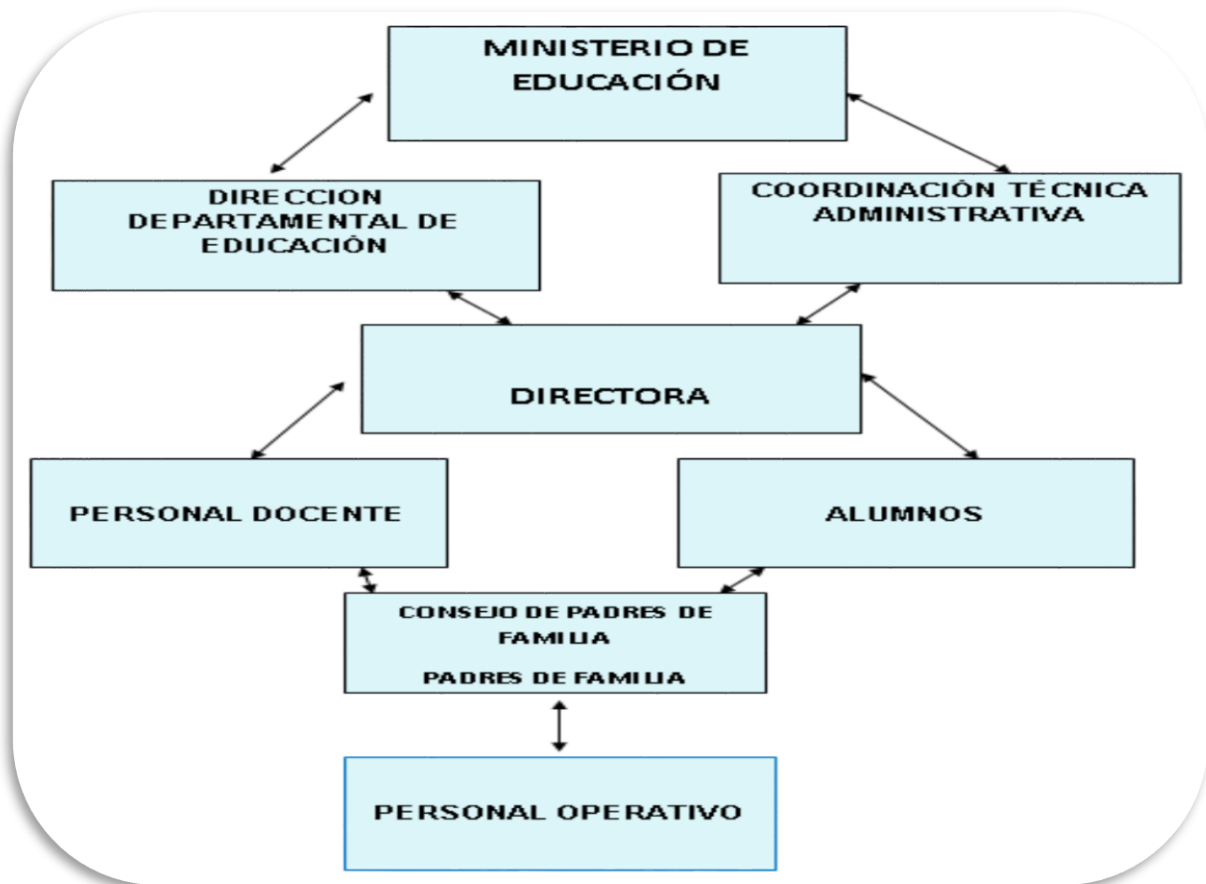 MINISTERIO DE
EDUCACIÓN
DIRECCION
DEPARTAMENTAL DE
EDUCACIÓN
COORDINACIÓN TÉCNICA
ADMINISTRATIVA
DIRECTORA
PERSONAL DOCENTE
ALUMNOS
CONSEJO DE PADRES DE
FAMILIA
PADRES DE FAMILIA
PERSONAL OPERATIVO